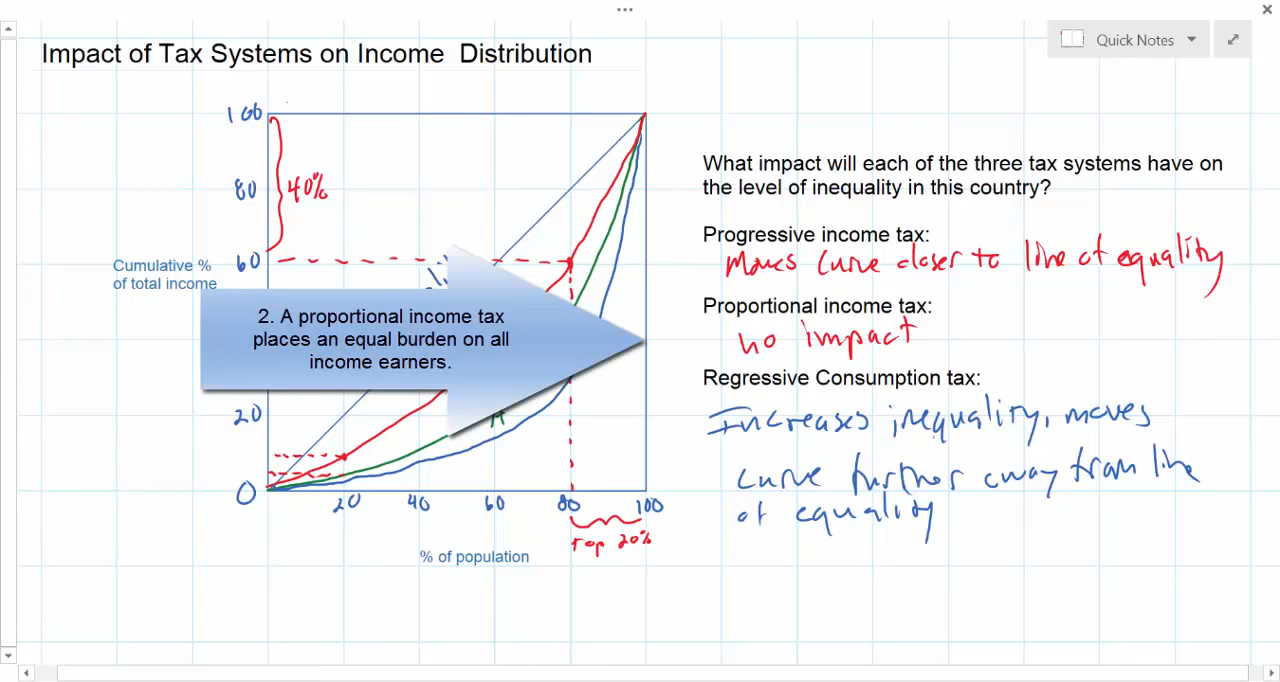 Quick Notes
Impact of Tax Systems on Income Distribution
100
80
40%
60
Cumulative %
of total income
2. A proportional income tax
places an equal burden on all
income earners.
20
A
0
20 40 60 80 100
Top 20%
% of population
What impact will each of the three tax systems have on
the level of inequality in this country?
Progressive income tax:
Moves curve closer to line of equality
Proportional income tax:
no impact
Regressive Consumption tax:
Increases inequality, moves
curve further away from line
of equality